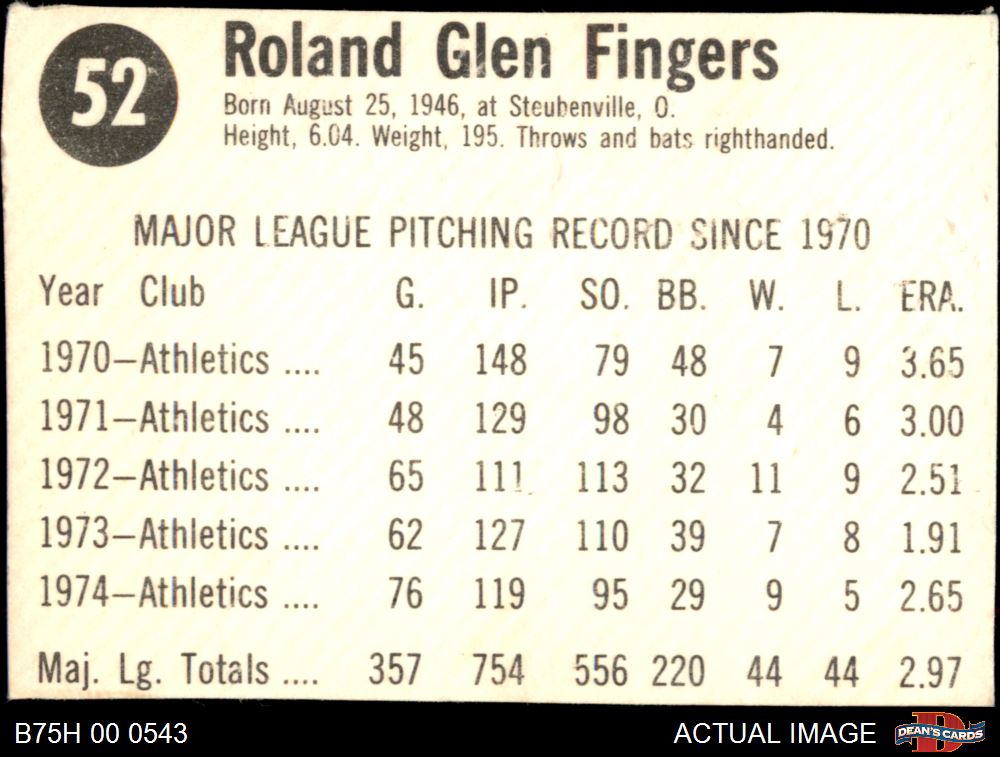 52
Roland Glen Fingers
Born August 25, 1946, at Steubenville, O.
Height, 6.04. Weight, 195. Throws and bats righthanded.
MAJOR LEAGUE PITCHING RECORD SINCE 1970
Year Club G. IP. SO. BB. W. L. ERA.
1970—Athletics .... 45 148 79 48 7 9 3.65
1971—Athletics .... 48 129 98 30 4 6 3.00
1972—Athletics .... 65 111 113 32 11 9 2.51
1973—Athletics .... 62 127 110 39 7 8 1.91
1974—Athletics .... 76 119 95 29 9 5 2.65
Maj. Lg. Totals .... 357 754 556 220 44 44 2.97
B75H 00 0543 ACTUAL IMAGE DEAN'S CARDS